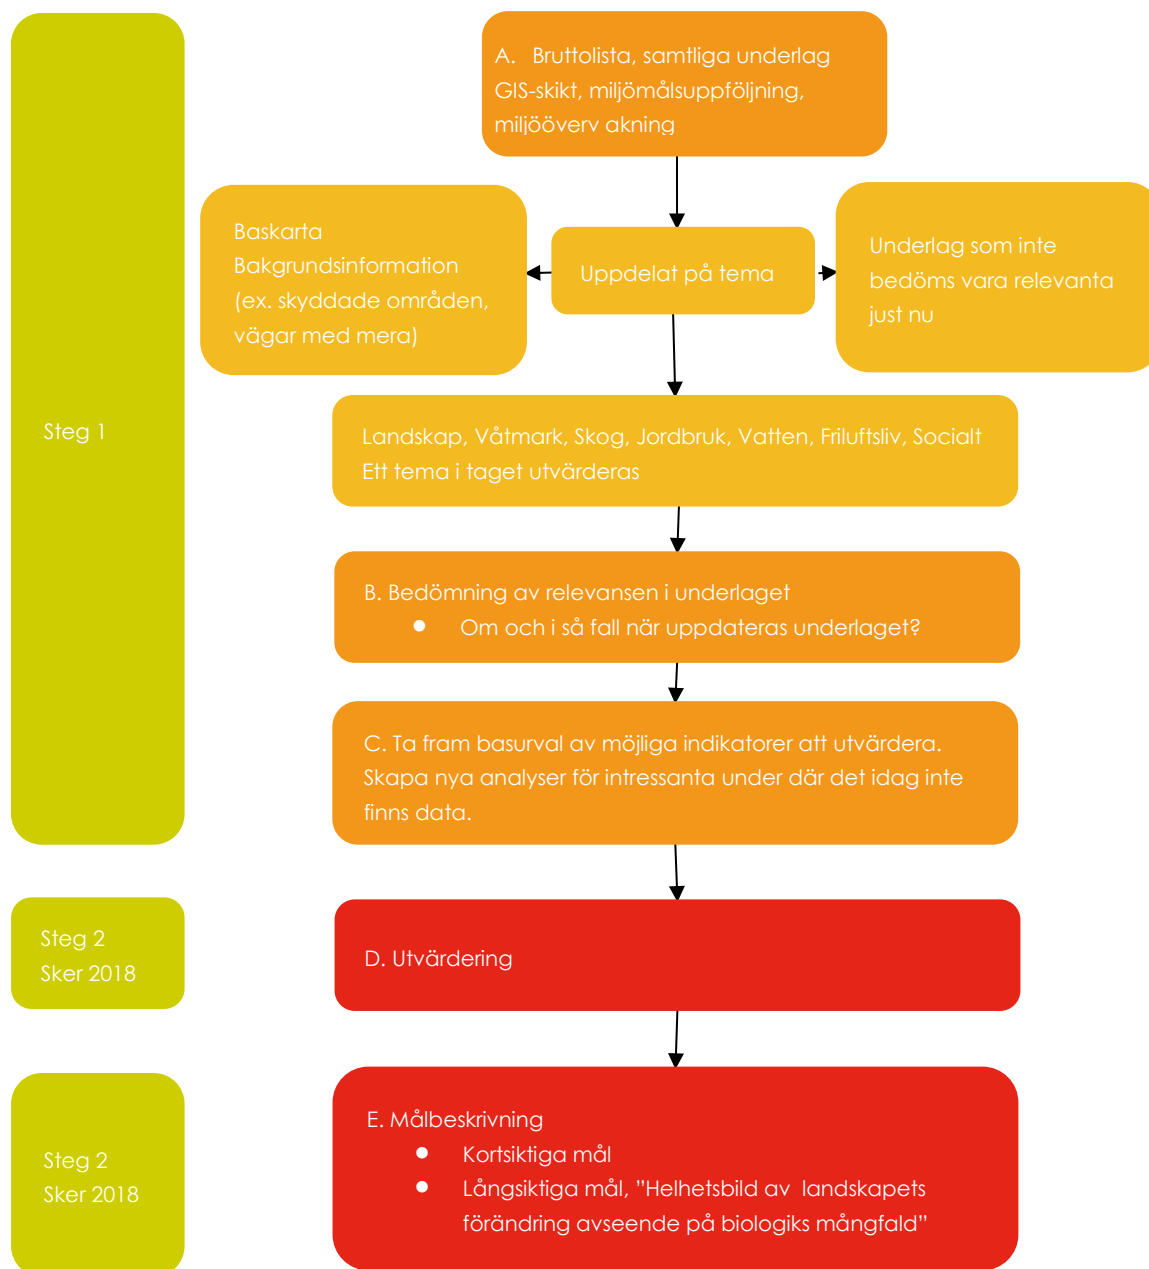 A. Bruttolista, samtliga underlag
GIS-skikt, miljömålsuppföljning,
miljööverv akning
Baskarta
Bakgrundsinformation
(ex. skyddade områden,
vägar med mera)
Uppdelat på tema
Underlag som inte
bedöms vara relevanta
just nu
Steg 1
Landskap, Våtmark, Skog, Jordbruk, Vatten, Friluftsliv, Socialt
Ett tema i taget utvärderas
B. Bedömning av relevansen i underlaget
● Om och i så fall när uppdateras underlaget?
C. Ta fram basurval av möjliga indikatorer att utvärdera.
Skapa nya analyser för intressanta under där det idag inte
finns data.
Steg 2
Sker 2018
D. Utvärdering
Steg 2
Sker 2018
E. Målbeskrivning
● Kortsiktiga mål
● Långsiktiga mål, ”Helhetsbild av landskapets
förändring avseende på biologiks mångfald”